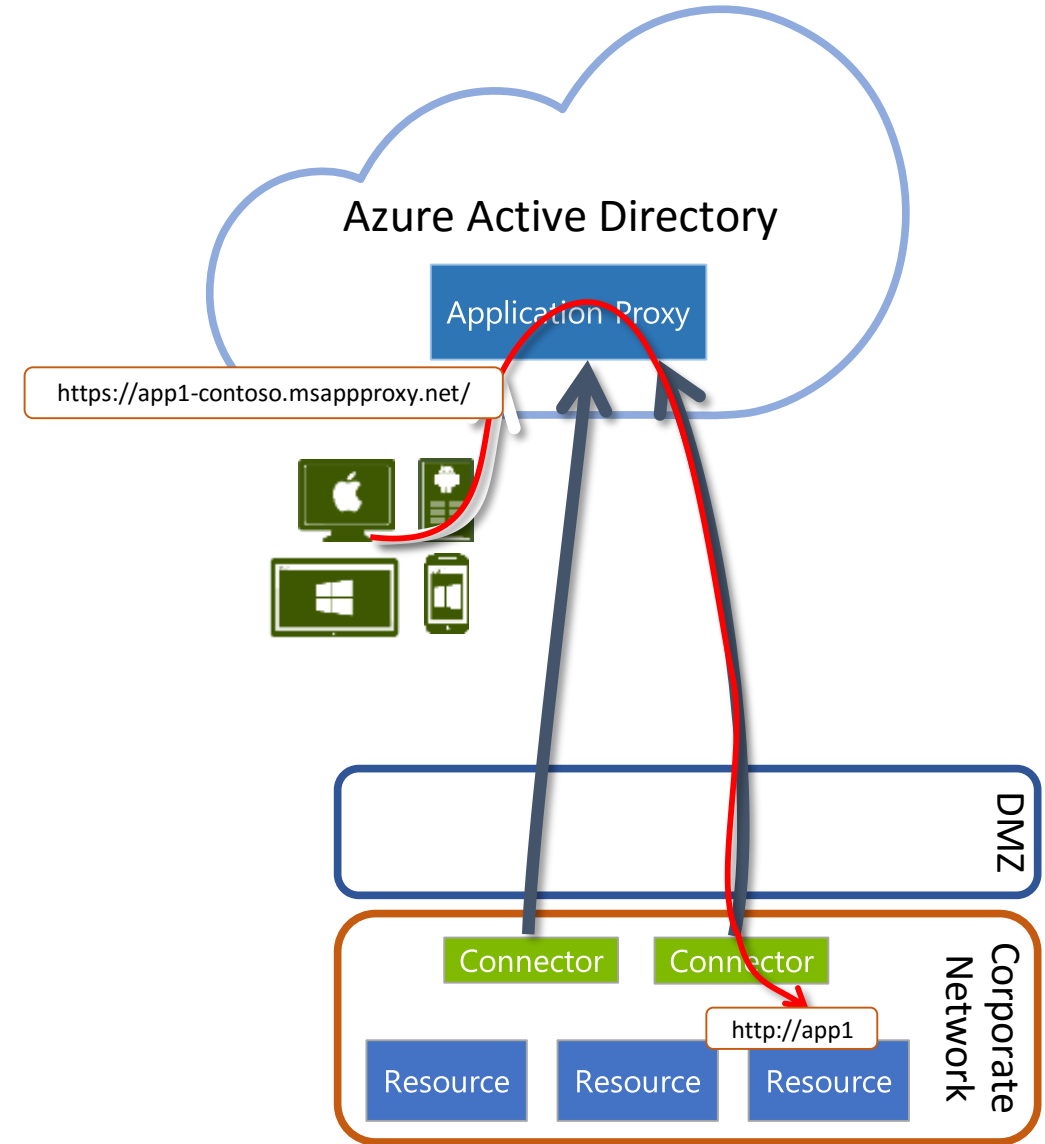 Azure Active Directory
Application Proxy
https://app1-contoso.msappproxy.net/
DMZ
Connector
Connector
Corporate
Network
http://app1
Resource
Resource
Resource